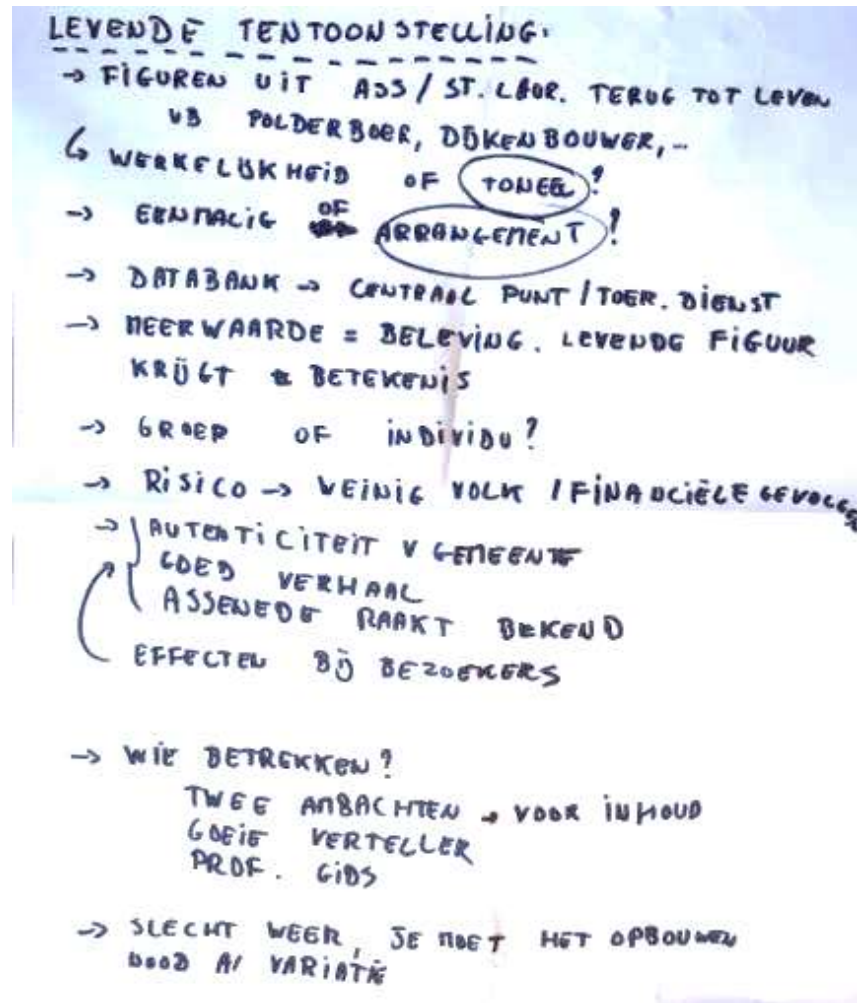 LEVENDE TENTOONSTELLING.
→ FIGUREN UIT ASS / ST. LAUR. TERUG TOT LEVEN
VB POLDERBOER, DIJKENBOUWER, ..
↳ WERKELIJKHEID OF TONEEL?
→ EENMALIG OF ARRANGEMENT?
→ DATABANK → CENTRAAL PUNT / TOER. DIENST
→ MEERWAARDE = BELEVING. LEVENDE FIGUUR
KRIJGT BETEKENIS
→ GROEP OF INDIVIDU?
→ RISICO → WEINIG VOLK / FINANCIËLE GEVOLGEN
→ AUTENTICITEIT V GEMEENTE
GOED VERHAAL
ASSENEDE RAAKT BEKEND
EFFECTEN BIJ BEZOEKERS
→ WIE BETREKKEN?
TWEE AMBACHTEN → VOOR INHOUD
GOEIE VERTELLER
PROF. GIDS
→ SLECHT WEER, JE MOET HET OPBOUWEN
VARIATIE